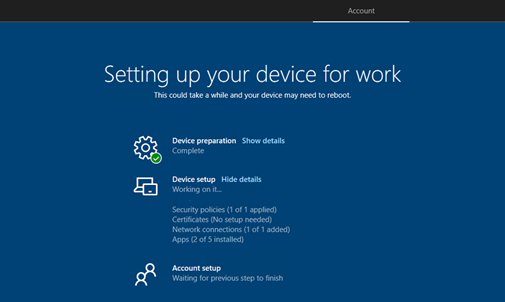 Account
Setting up your device for work
This could take a while and your device may need to reboot.
Device preparation Show details
Complete
Device setup Hide details
Working on it...
Security policies (1 of 1 applied)
Certificates (No setup needed)
Network connections (1 of 1 added)
Apps (2 of 5 installed)
Account setup
Waiting for previous step to finish